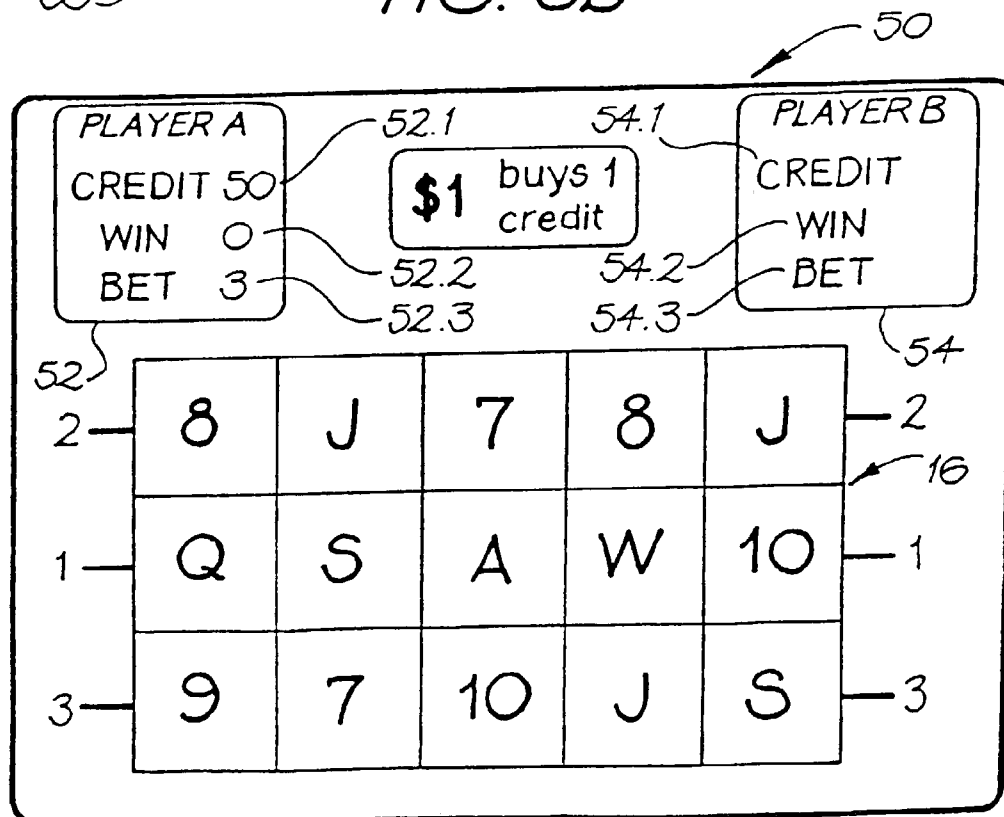 50
PLAYER A
CREDIT 50
WIN 0
BET 3
52.1
52.2
52.3
52
$1 buys 1
credit
54.1
54.2
54.3
PLAYER B
CREDIT
WIN
BET
54
2 8 J 7 8 J 2
16
1 Q S A W 10 1
3 9 7 10 J S 3